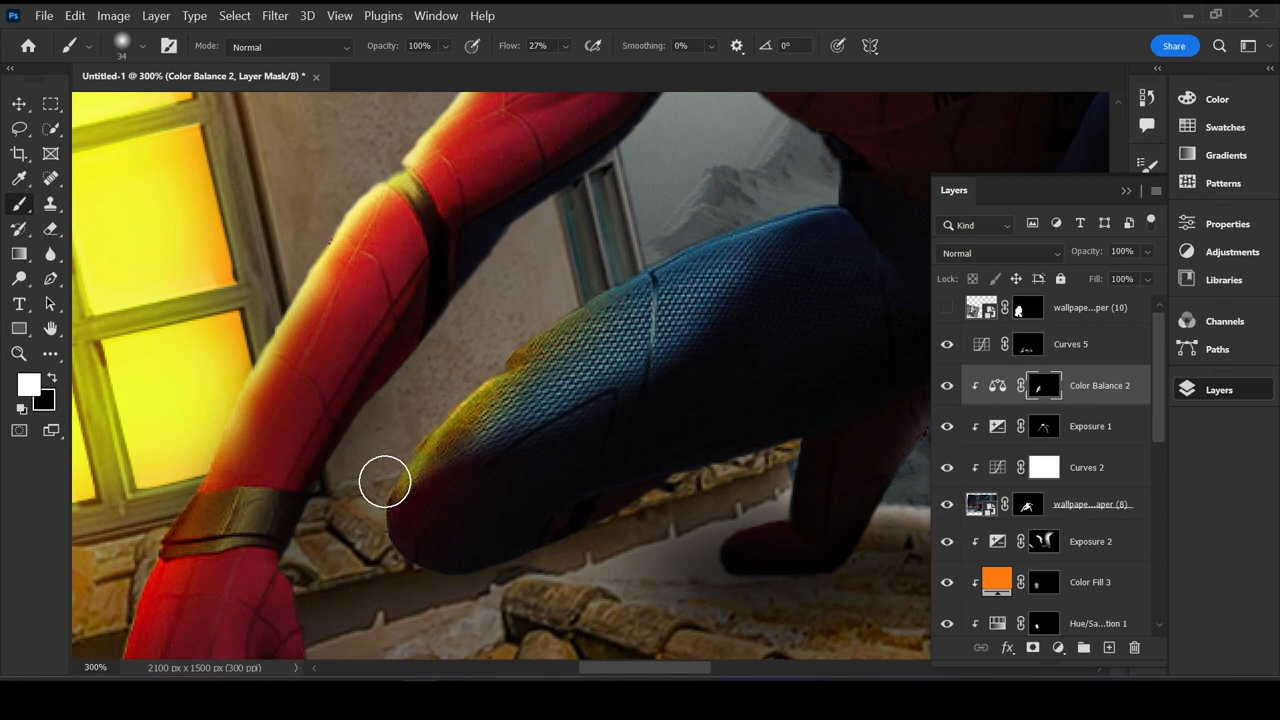 Ps File Edit Image Layer Type Select Filter 3D View Plugins Window Help
34 Mode: Normal Opacity: 100% Flow: 27% Smoothing: 0% 0° Share
Untitled-1 @ 300% (Color Balance 2, Layer Mask/8) *
Color
Swatches
Gradients
Patterns
Properties
Adjustments
Libraries
Channels
Paths
Layers
Layers
Kind
Normal Opacity: 100%
Lock: Fill: 100%
wallpape...per (10)
Curves 5
Color Balance 2
Exposure 1
Curves 2
wallpape...aper (8)
Exposure 2
Color Fill 3
Hue/Sa...tion 1
fx
300% 2100 px x 1500 px (300 ppi)